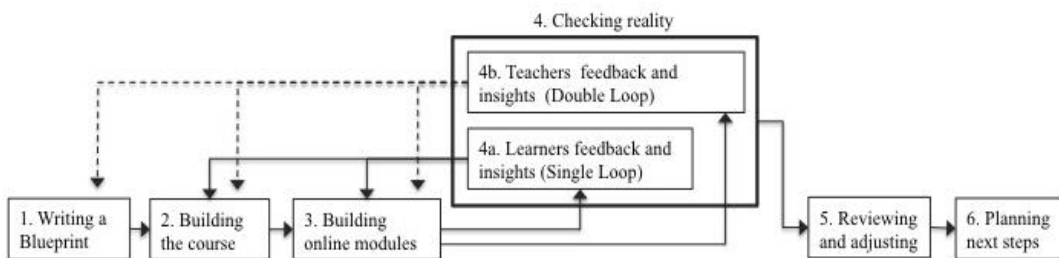 4. Checking reality
4b. Teachers feedback and
insights (Double Loop)
4a. Learners feedback and
insights (Single Loop)
1. Writing a
Blueprint
2. Building
the course
3. Building
online modules
5. Reviewing
and adjusting
6. Planning
next steps